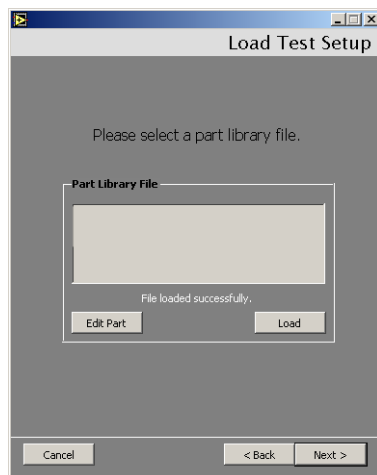 Load Test Setup
Please select a part library file.
Part Library File
File loaded successfully.
Edit Part
Load
Cancel
< Back
Next >